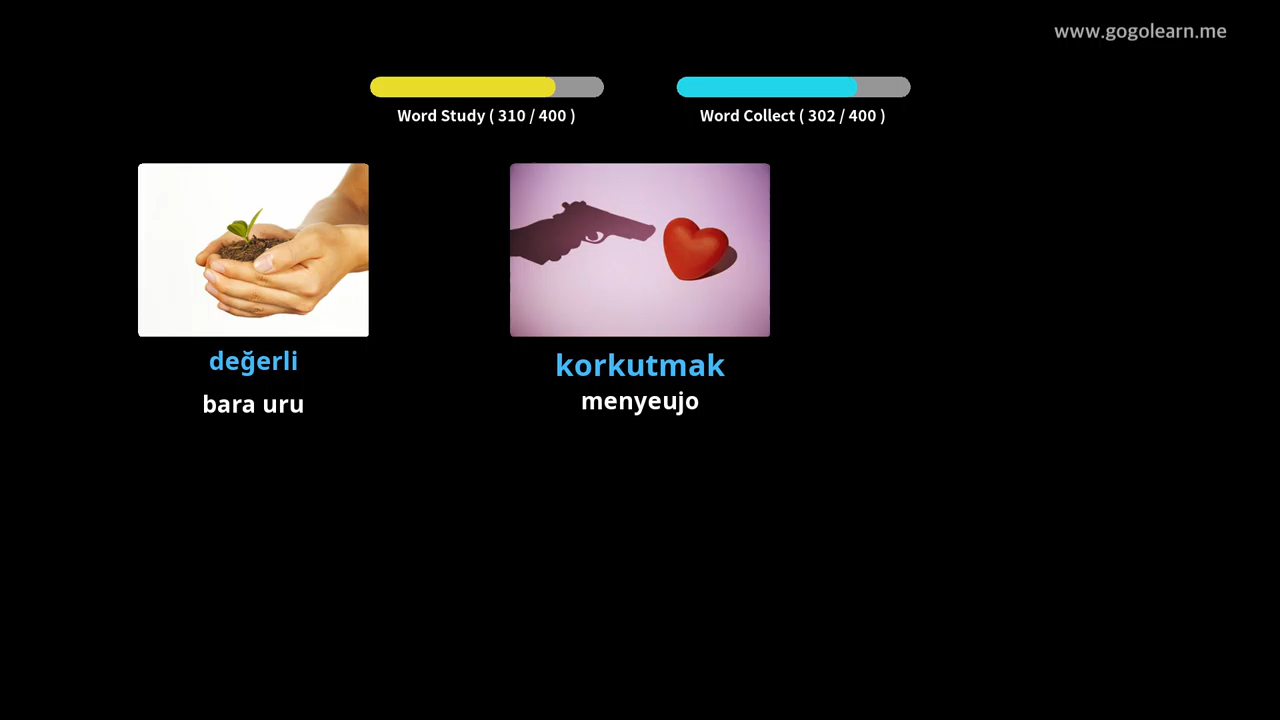 www.gogolearn.me
Word Study ( 310 / 400 )
Word Collect ( 302 / 400 )
değerli
bara uru
korkutmak
menyeujo